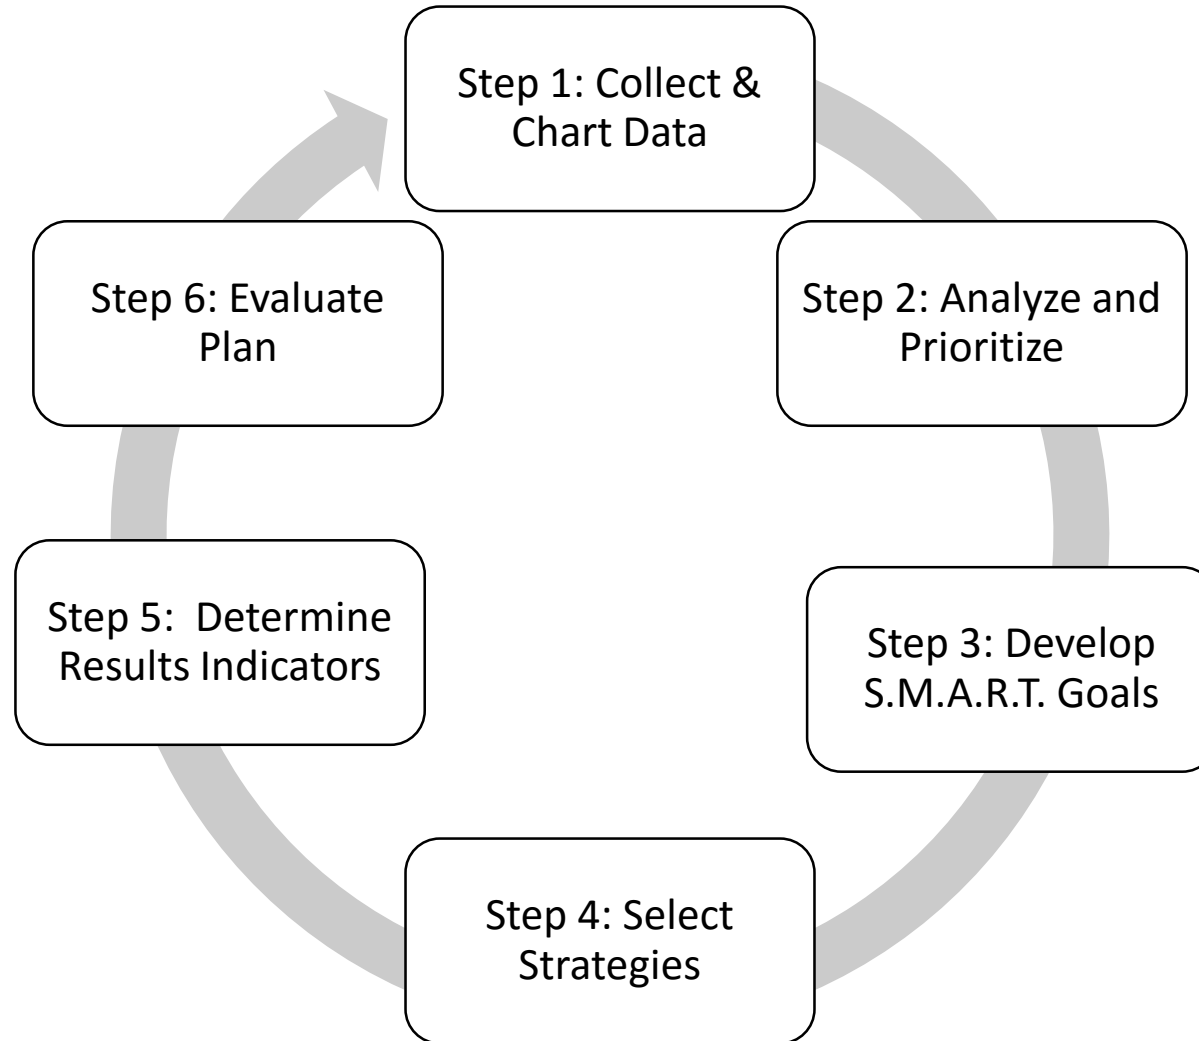 Step 1: Collect &
Chart Data
Step 2: Analyze and
Prioritize
Step 3: Develop
S.M.A.R.T. Goals
Step 4: Select
Strategies
Step 5:  Determine
Results Indicators
Step 6: Evaluate
Plan